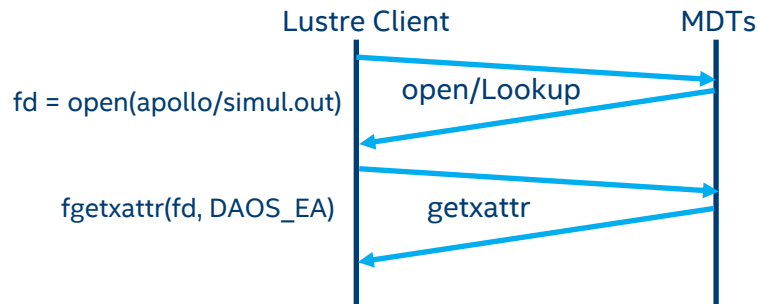 Lustre Client
MDTs
fd = open(apollo/simul.out)
open/Lookup
fgetxattr(fd, DAOS_EA)
getxattr